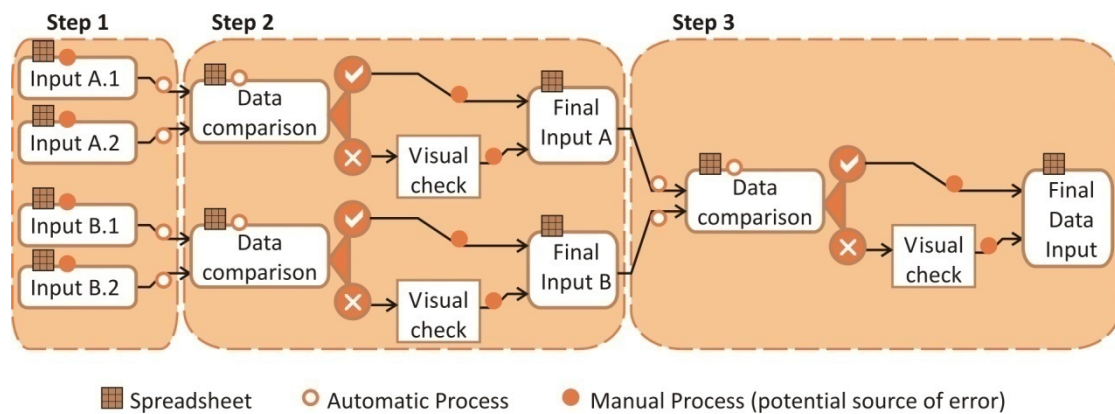 Step 1
Step 2
Step 3
Input A.1
Input A.2
Input B.1
Input B.2
Data
comparison
Visual
check
Final
Input A
Data
comparison
Visual
check
Final
Input B
Data
comparison
Visual
check
Final
Data
Input
Spreadsheet
Automatic Process
Manual Process (potential source of error)